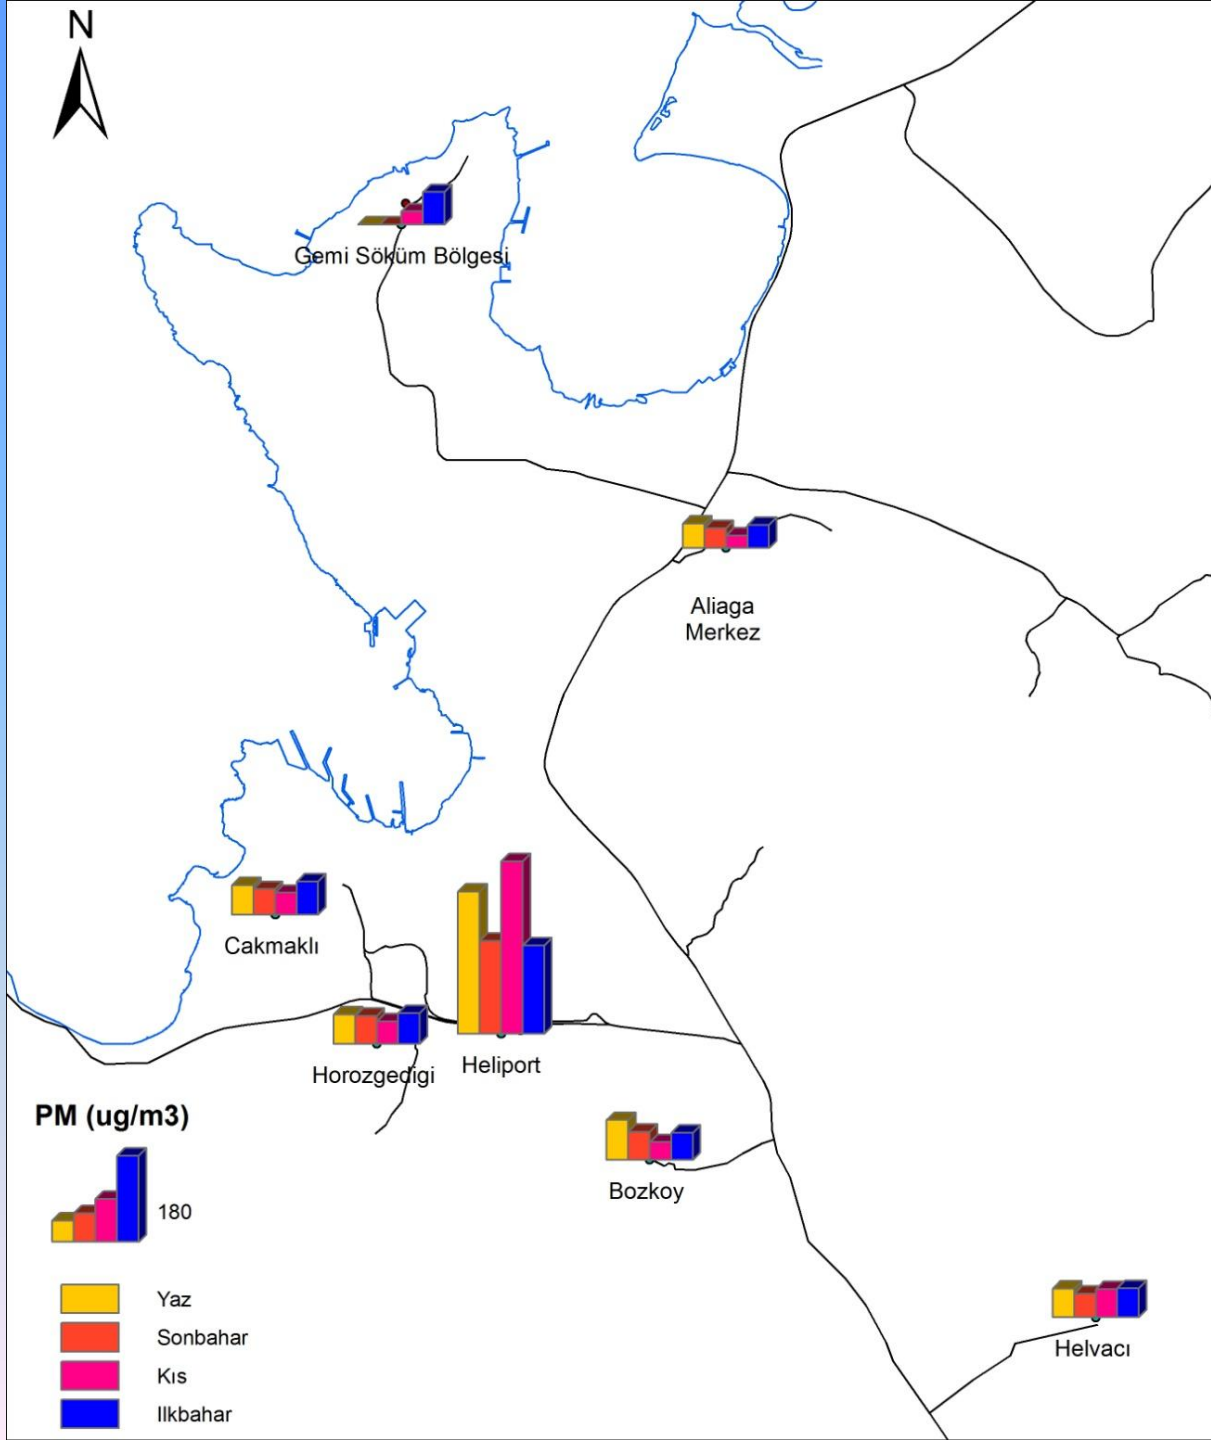 N
Gemi Söküm Bölgesi
Aliaga
Merkez
Cakmaklı
Heliport
Horozgedigi
PM (ug/m3)
180
Bozkoy
Yaz
Sonbahar
Kıs
Ilkbahar
Helvacı